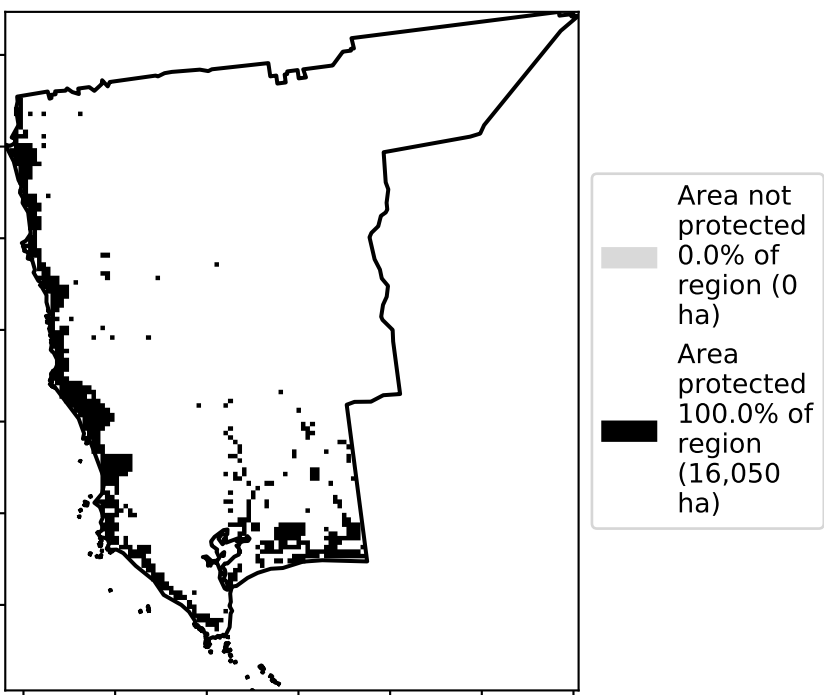 Area not
protected
0.0% of
region (0
ha)
Area
protected
100.0% of
region
(16,050
ha)